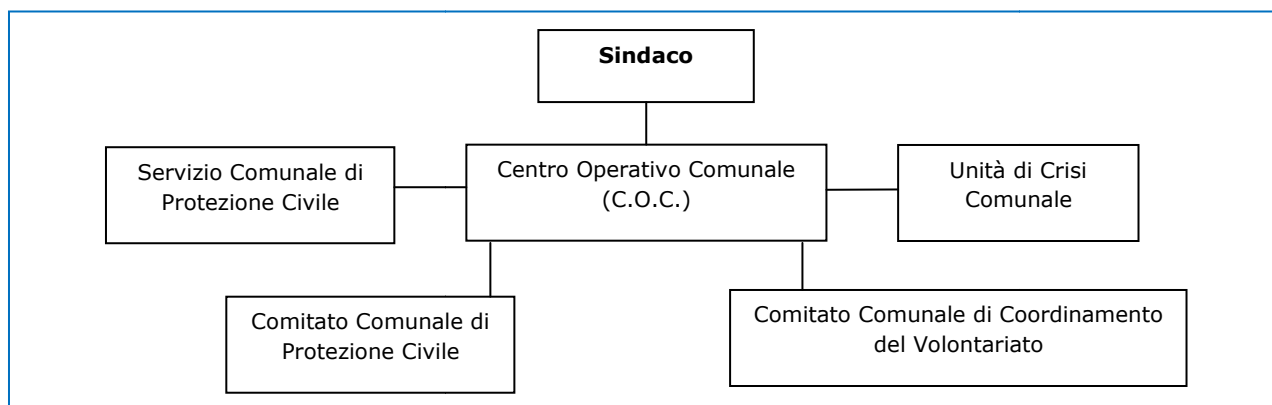 Sindaco
Servizio Comunale di
Protezione Civile
Centro Operativo Comunale
(C.O.C.)
Unità di Crisi
Comunale
Comitato Comunale di
Protezione Civile
Comitato Comunale di Coordinamento
del Volontariato